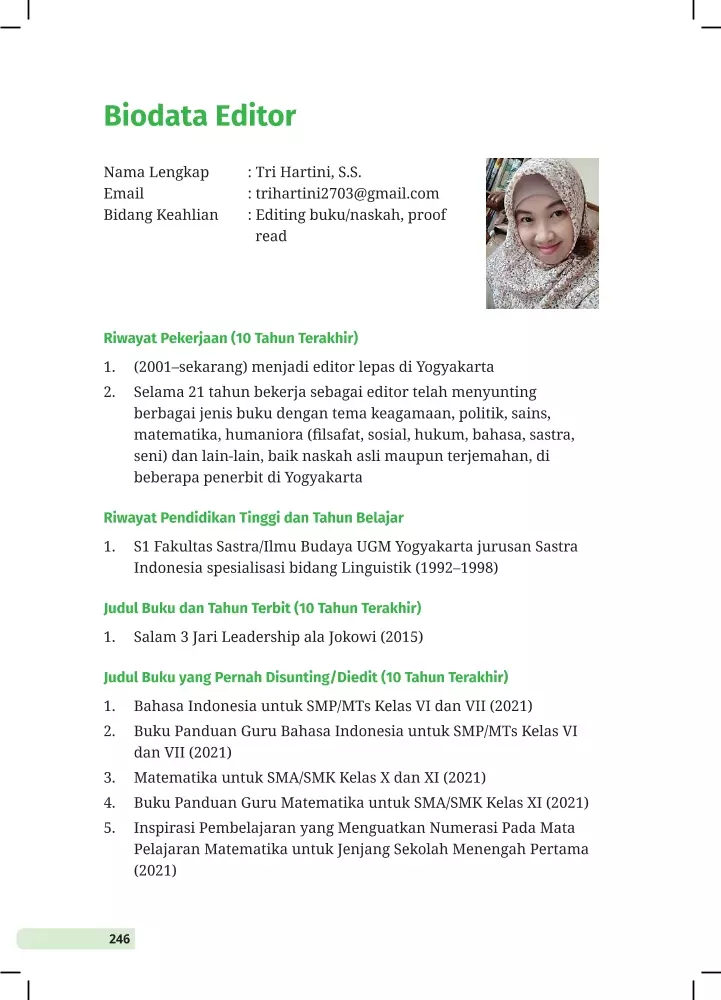 Biodata Editor
Nama Lengkap : Tri Hartini, S.S.
Email : trihartini2703@gmail.com
Bidang Keahlian : Editing buku/naskah, proof
read
Riwayat Pekerjaan (10 Tahun Terakhir)
1. (2001–sekarang) menjadi editor lepas di Yogyakarta
2. Selama 21 tahun bekerja sebagai editor telah menyunting
berbagai jenis buku dengan tema keagamaan, politik, sains,
matematika, humaniora (filsafat, sosial, hukum, bahasa, sastra,
seni) dan lain-lain, baik naskah asli maupun terjemahan, di
beberapa penerbit di Yogyakarta
Riwayat Pendidikan Tinggi dan Tahun Belajar
1. S1 Fakultas Sastra/Ilmu Budaya UGM Yogyakarta jurusan Sastra
Indonesia spesialisasi bidang Linguistik (1992–1998)
Judul Buku dan Tahun Terbit (10 Tahun Terakhir)
1. Salam 3 Jari Leadership ala Jokowi (2015)
Judul Buku yang Pernah Disunting/Diedit (10 Tahun Terakhir)
1. Bahasa Indonesia untuk SMP/MTs Kelas VI dan VII (2021)
2. Buku Panduan Guru Bahasa Indonesia untuk SMP/MTs Kelas VI
dan VII (2021)
3. Matematika untuk SMA/SMK Kelas X dan XI (2021)
4. Buku Panduan Guru Matematika untuk SMA/SMK Kelas XI (2021)
5. Inspirasi Pembelajaran yang Menguatkan Numerasi Pada Mata
Pelajaran Matematika untuk Jenjang Sekolah Menengah Pertama
(2021)
246